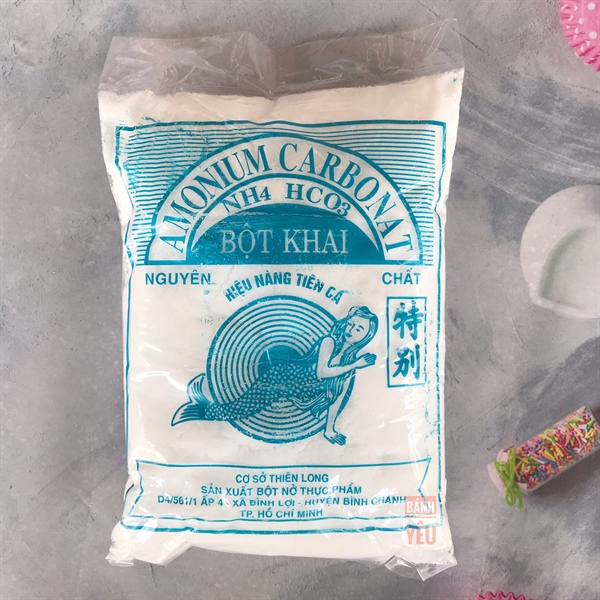 AMONIUM CARBONAT
NH4 HCO3
BỘT KHAI
NGUYÊN CHẤT
HIỆU NÀNG TIÊN CÁ
特别
CƠ SỞ THIÊN LONG
SẢN XUẤT BỘT NỞ THỰC PHẨM
D4/561/1 ẤP 4 - XÃ BÌNH LỢI - HUYỆN BÌNH CHÁNH
TP. HỒ CHÍ MINH
BÁNH
YÊU